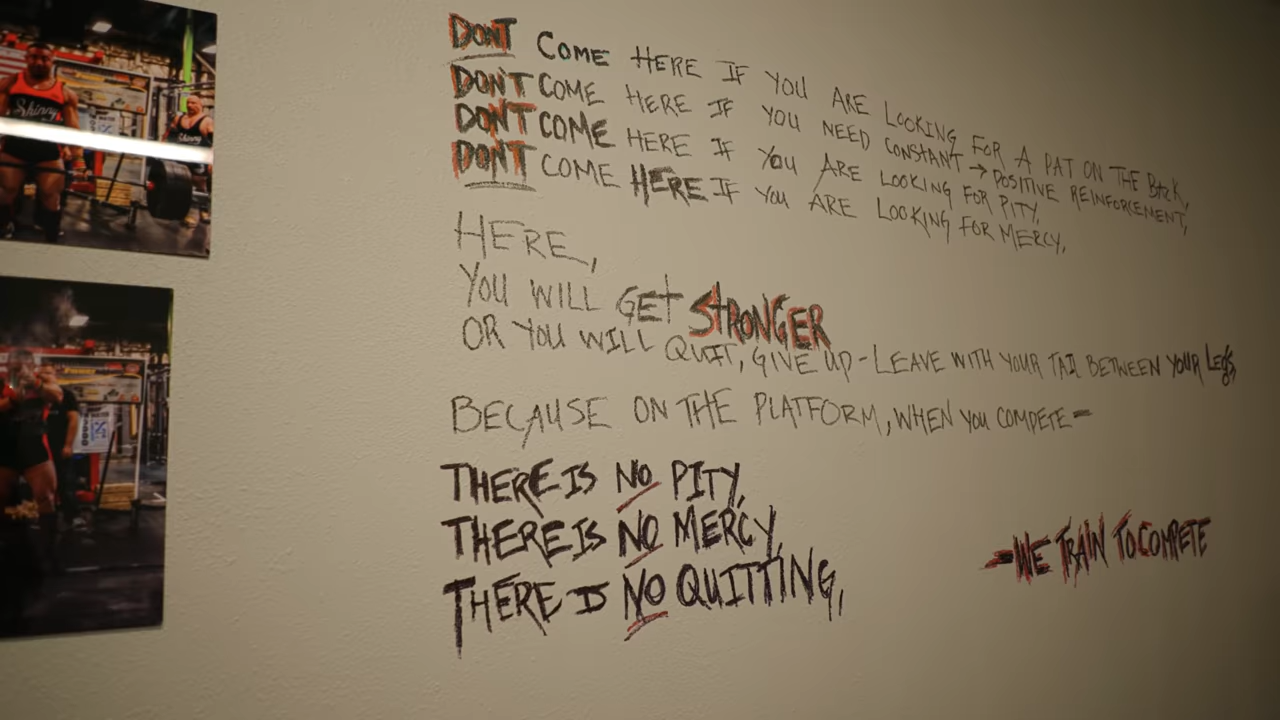 DONT COME HERE IF YOU ARE LOOKING FOR A PAT ON THE BACK,
DON'T COME HERE IF YOU NEED CONSTANT → POSITIVE REINFORCEMENT,
DON'T COME HERE IF YOU ARE LOOKING FOR PITY,
DON'T COME HERE IF YOU ARE LOOKING FOR MERCY,
HERE,
YOU WILL GET STRONGER
OR YOU WILL QUIT, GIVE UP - LEAVE WITH YOUR TAIL BETWEEN YOUR LEGS,
BECAUSE ON THE PLATFORM, WHEN YOU COMPETE -
THERE IS NO PITY,
THERE IS NO MERCY,
THERE IS NO QUITTING,
- WE TRAIN TO COMPETE
Skinny